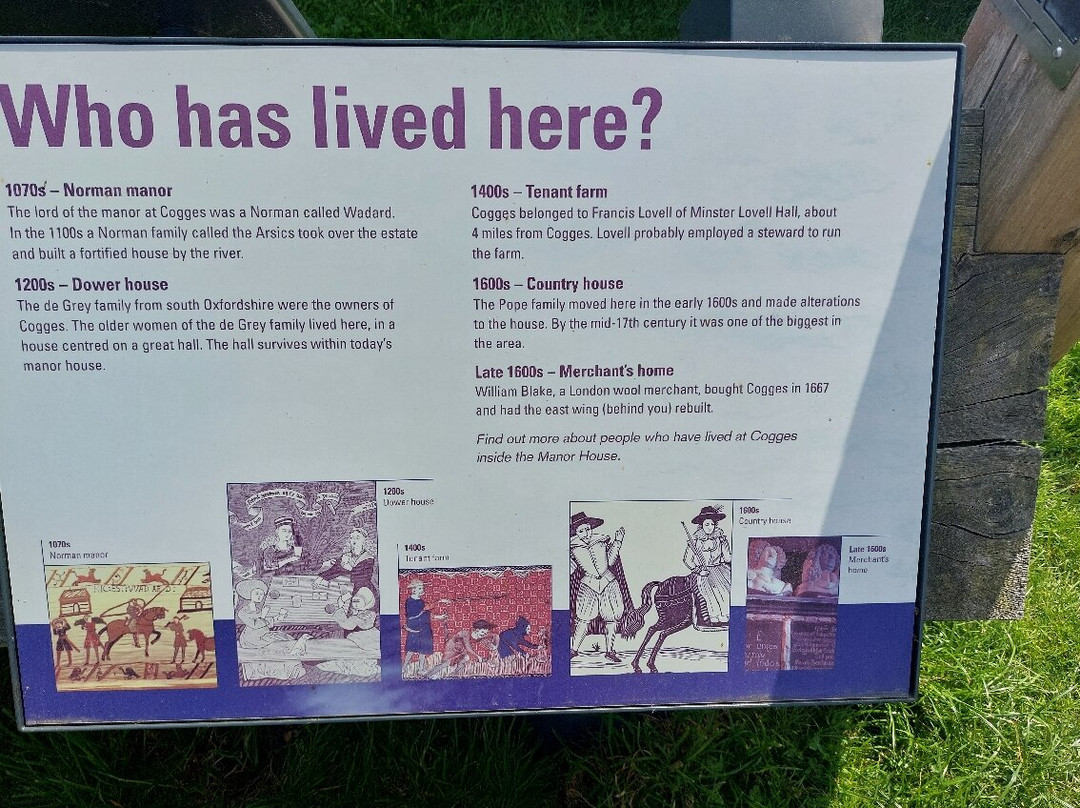 Who has lived here?
1070s – Norman manor
The lord of the manor at Cogges was a Norman called Wadard.
In the 1100s a Norman family called the Arsics took over the estate
and built a fortified house by the river.
1200s – Dower house
The de Grey family from south Oxfordshire were the owners of
Cogges. The older women of the de Grey family lived here, in a
house centred on a great hall. The hall survives within today's
manor house.
1400s – Tenant farm
Cogges belonged to Francis Lovell of Minster Lovell Hall, about
4 miles from Cogges. Lovell probably employed a steward to run
the farm.
1600s – Country house
The Pope family moved here in the early 1600s and made alterations
to the house. By the mid-17th century it was one of the biggest in
the area.
Late 1600s – Merchant's home
William Blake, a London wool merchant, bought Cogges in 1667
and had the east wing (behind you) rebuilt.
Find out more about people who have lived at Cogges
inside the Manor House.
1070s
Norman manor
1200s
Dower house
1400s
Tenant farm
1600s
Country house
Late 1600s
Merchant's
home